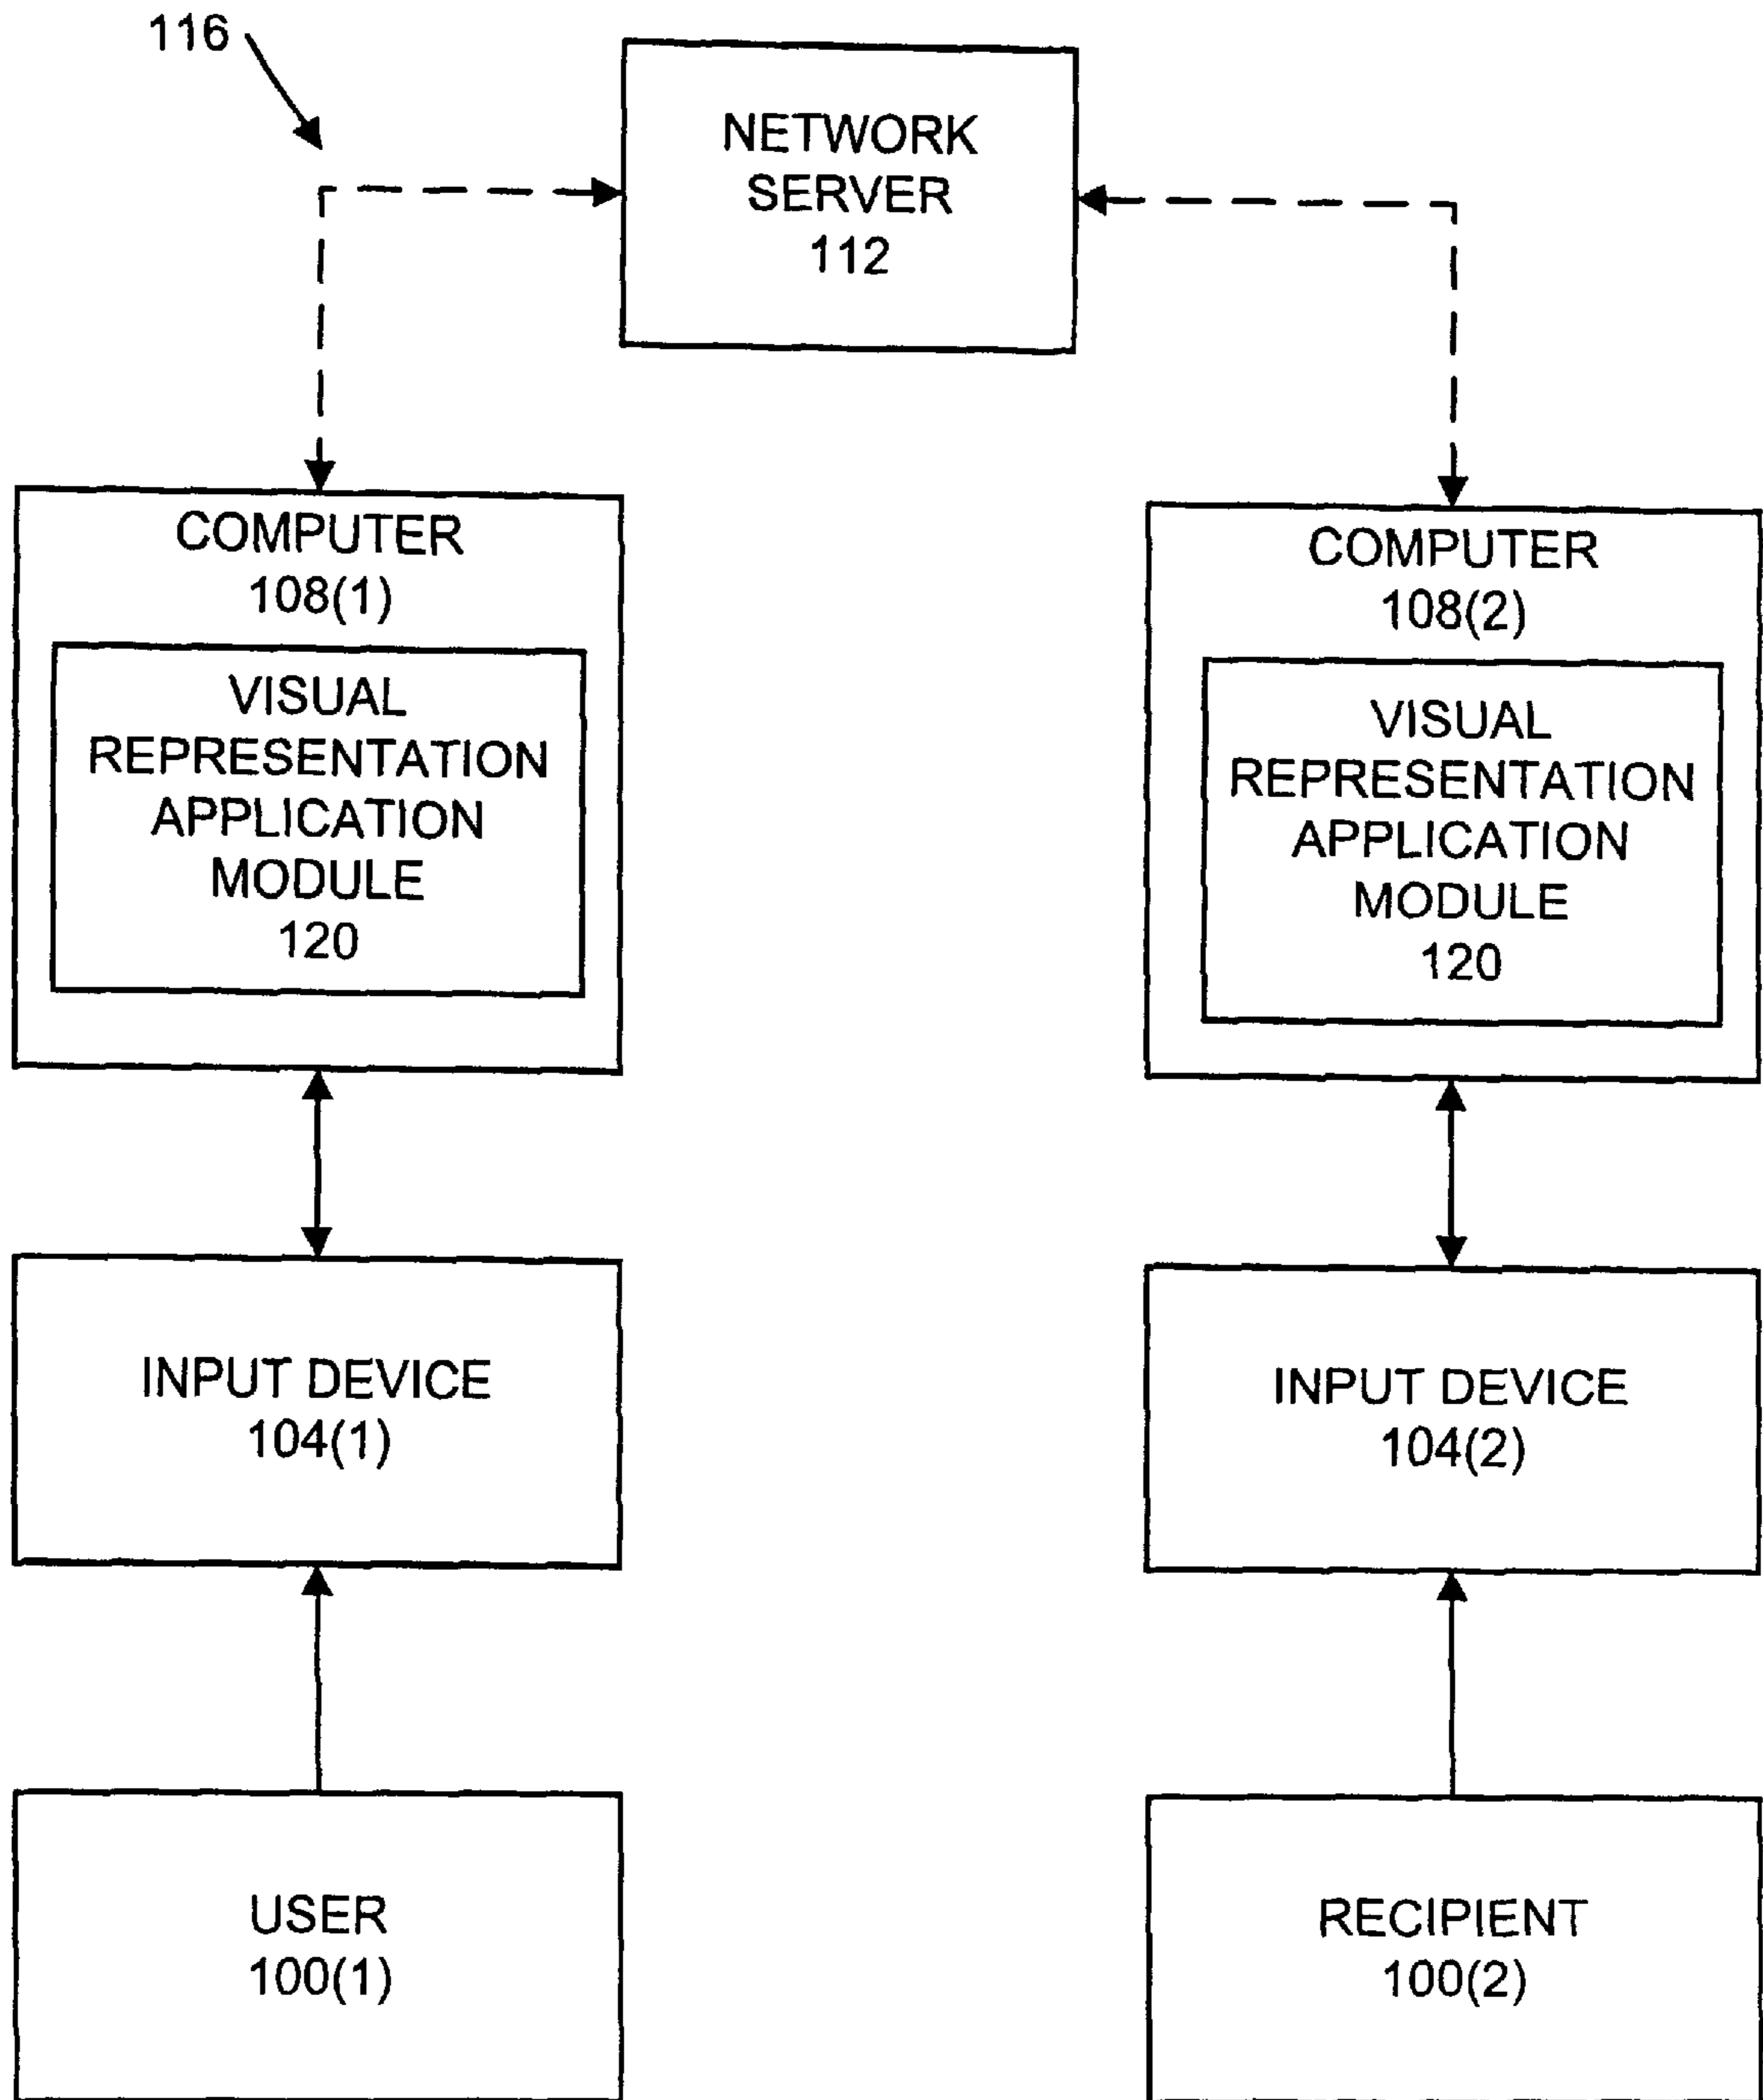 116
NETWORK
SERVER
112
COMPUTER
108(1)
VISUAL
REPRESENTATION
APPLICATION
MODULE
120
COMPUTER
108(2)
VISUAL
REPRESENTATION
APPLICATION
MODULE
120
INPUT DEVICE
104(1)
INPUT DEVICE
104(2)
USER
100(1)
RECIPIENT
100(2)